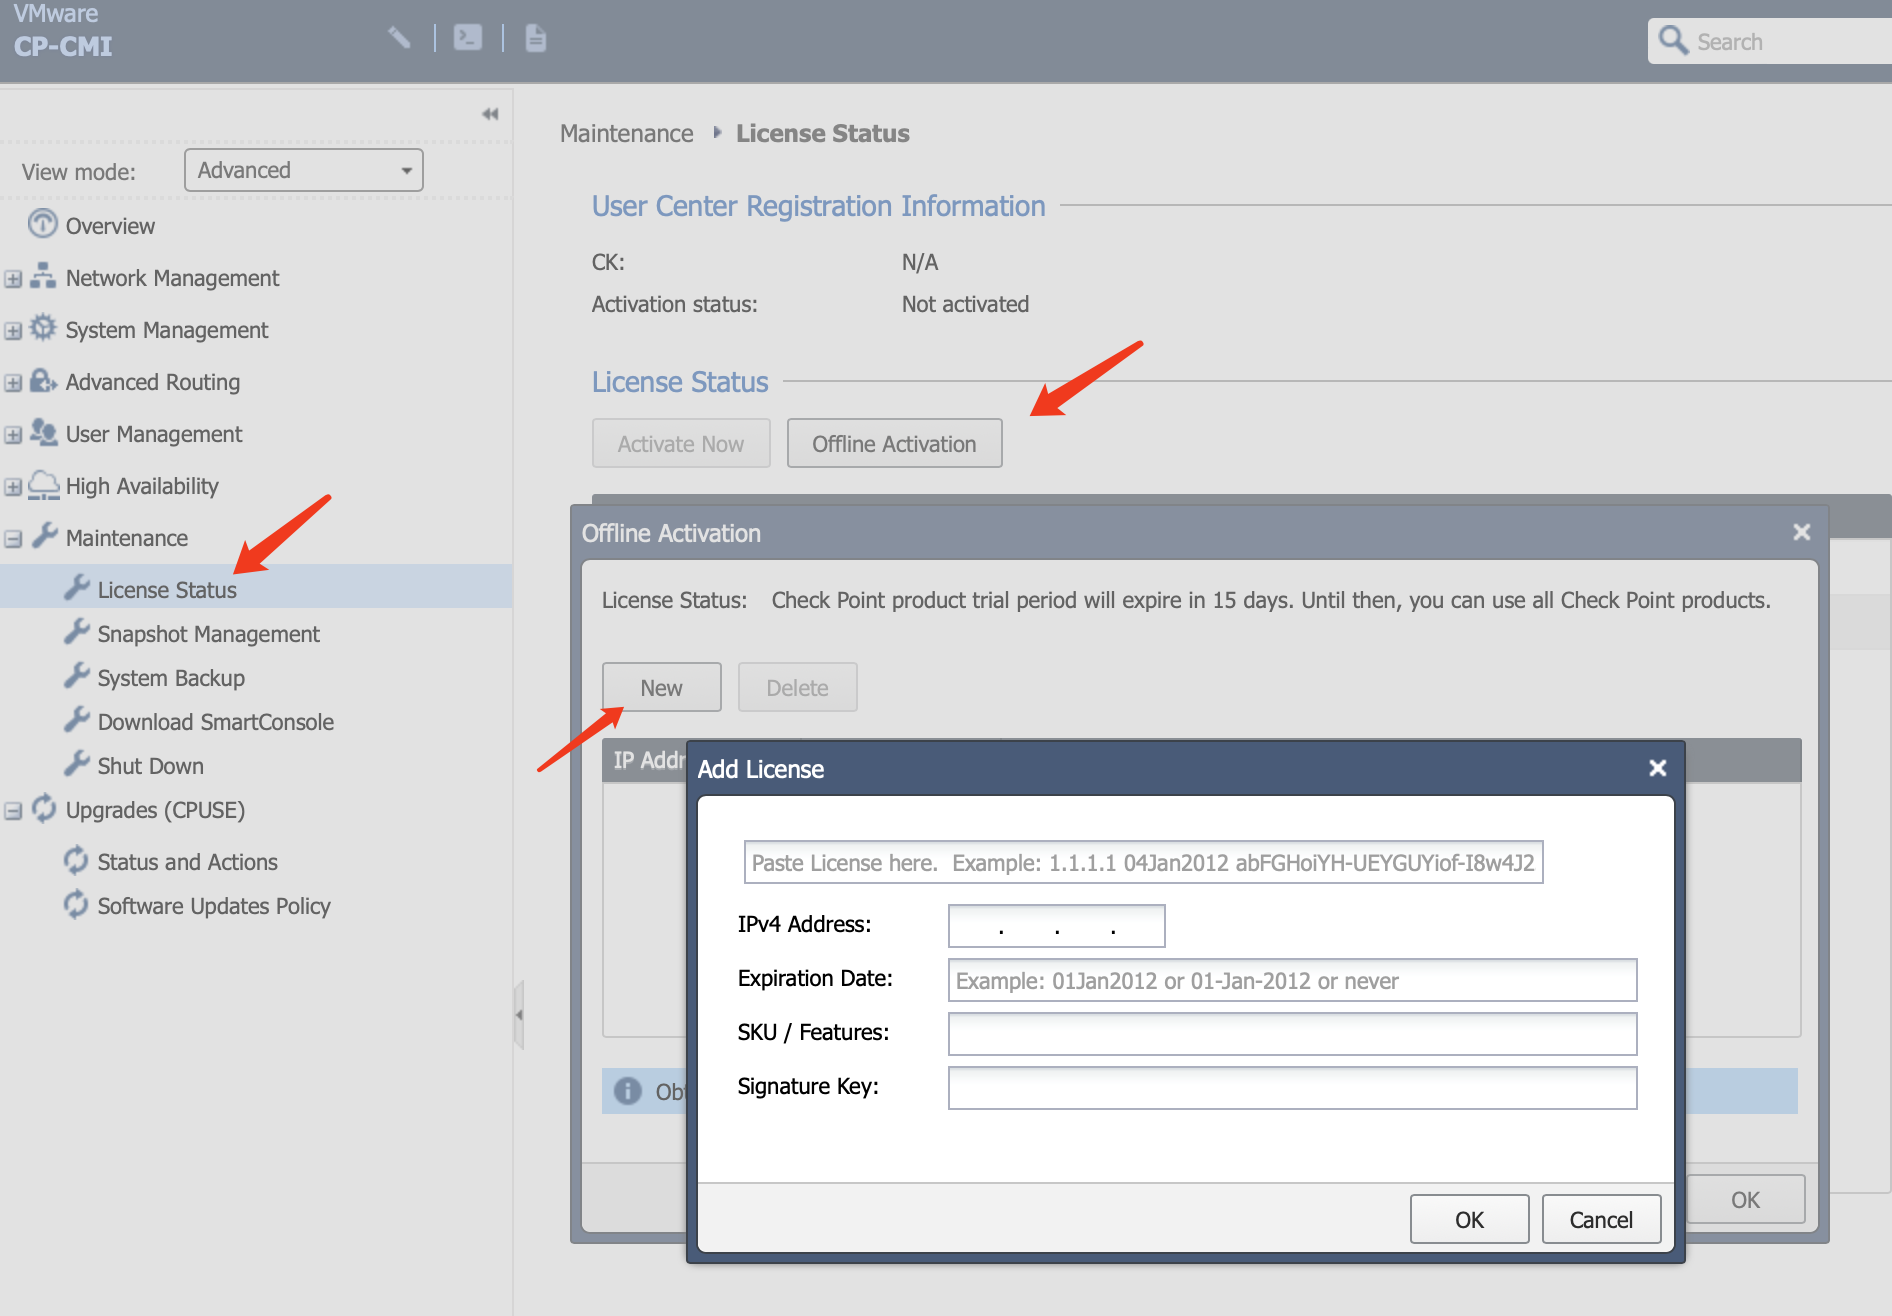 VMware
CP-CMI
Search
View mode: Advanced
Overview
Network Management
System Management
Advanced Routing
User Management
High Availability
Maintenance
License Status
Snapshot Management
System Backup
Download SmartConsole
Shut Down
Upgrades (CPUSE)
Status and Actions
Software Updates Policy
Maintenance License Status
User Center Registration Information
CK: N/A
Activation status: Not activated
License Status
Activate Now Offline Activation
Offline Activation
License Status: Check Point product trial period will expire in 15 days. Until then, you can use all Check Point products.
New Delete
IP Addr
Add License
Paste License here. Example: 1.1.1.1 04Jan2012 abFGHoiYH-UEYGUYiof-I8w4J2
IPv4 Address: . . .
Expiration Date: Example: 01Jan2012 or 01-Jan-2012 or never
SKU / Features:
Signature Key:
OK Cancel
OK